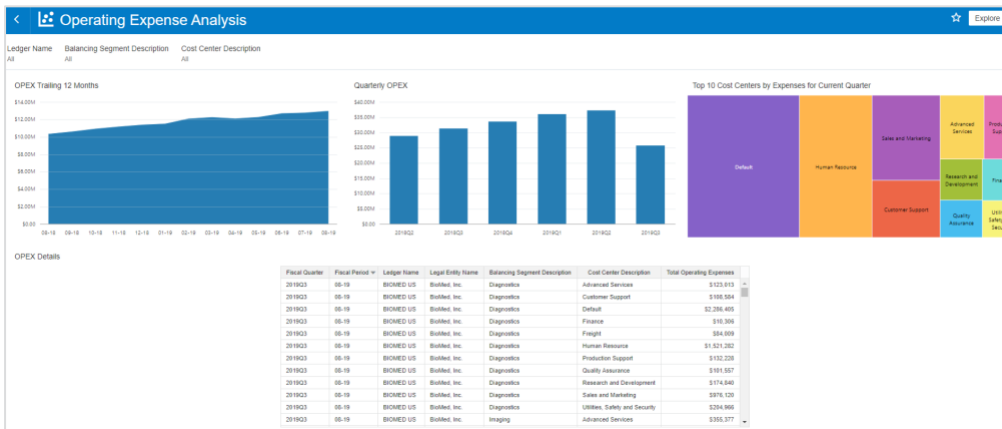 Operating Expense Analysis
Explore
Ledger Name Balancing Segment Description Cost Center Description
All All All
OPEX Trailing 12 Months
$14.00M
$12.00M
$10.00M
$8.00M
$6.00M
$4.00M
$2.00M
$0.00
08-18 09-18 10-18 11-18 12-18 01-19 02-19 03-19 04-19 05-19 06-19 07-19 08-19
Quarterly OPEX
$40.00M
$35.00M
$30.00M
$25.00M
$20.00M
$15.00M
$10.00M
$5.00M
$0.00
2018Q2 2018Q3 2018Q4 2019Q1 2019Q2 2019Q3
Top 10 Cost Centers by Expenses for Current Quarter
Default
Human Resource
Sales and Marketing
Customer Support
Advanced
Services
Research and
Development
Quality
Assurance
OPEX Details
Fiscal Quarter Fiscal Period Ledger Name Legal Entity Name Balancing Segment Description Cost Center Description Total Operating Expenses
2019Q3 08-19 BIOMED US BioMed, Inc. Diagnostics Advanced Services $123,613
2019Q3 08-19 BIOMED US BioMed, Inc. Diagnostics Customer Support
2019Q3 08-19 BIOMED US BioMed, Inc. Diagnostics Default $2,286,495
2019Q3 08-19 BIOMED US BioMed, Inc. Diagnostics Finance $10,306
2019Q3 08-19 BIOMED US BioMed, Inc. Diagnostics Freight $84,009
2019Q3 08-19 BIOMED US BioMed, Inc. Diagnostics Human Resource $1,521,282
2019Q3 08-19 BIOMED US BioMed, Inc. Diagnostics Production Support $132,228
2019Q3 08-19 BIOMED US BioMed, Inc. Diagnostics Quality Assurance $101,557
2019Q3 08-19 BIOMED US BioMed, Inc. Diagnostics Research and Development $174,840
2019Q3 08-19 BIOMED US BioMed, Inc. Diagnostics Sales and Marketing $878,120
2019Q3 08-19 BIOMED US BioMed, Inc. Diagnostics Utilities, Safety and Security $204,966
2019Q3 08-19 BIOMED US BioMed, Inc. Imaging Advanced Services $355,377